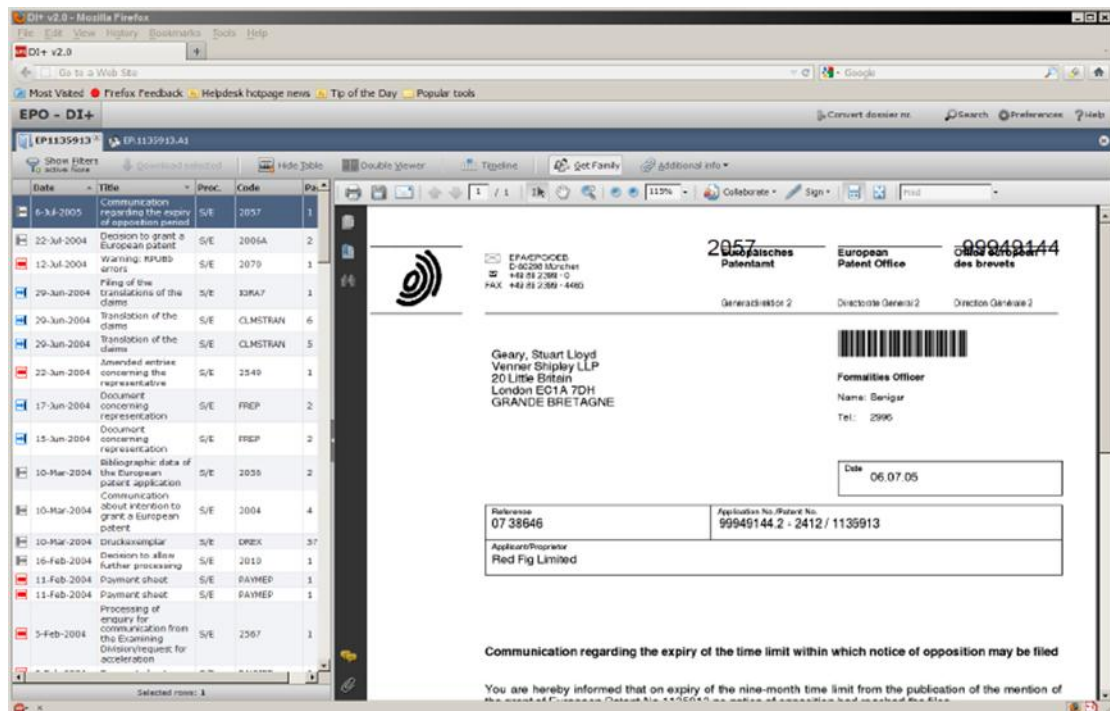 DI+ v2.0 - Mozilla Firefox
File Edit View History Bookmarks Tools Help
DI+ v2.0
Go to a Web Site
Google
Most Visited Firefox Feedback Helpdesk hotpage news Tip of the Day Popular tools
EPO - DI+
Convert dossier nr. Search Preferences Help
EP1135913 EP.1135913.A1
Show Filters
active: None
Download selected Hide Table Double Viewer Timeline Get Family Additional info
Date Title Proc. Code Pa
6-Jul-2005 Communication regarding the expiry of opposition period S/E 2057 1
22-Jul-2004 Decision to grant a European patent S/E 2006A 2
12-Jul-2004 Warning: RPUBb errors S/E 2079 1
29-Jun-2004 Filing of the translations of the claims S/E IGRA7 1
29-Jun-2004 Translation of the claims S/E CLMSTRAN 6
29-Jun-2004 Translation of the claims S/E CLMSTRAN 5
22-Jun-2004 Amended entries concerning the representative S/E 2549 1
17-Jun-2004 Document concerning representation S/E FREP 2
15-Jun-2004 Document concerning representation S/E FREP 2
10-Mar-2004 Bibliographic data of the European patent application S/E 2
10-Mar-2004 Communication about intention to grant a European patent S/E 2004 4
10-Mar-2004 Druckexemplar S/E DREX 37
16-Feb-2004 Decision to allow further processing S/E 2010 1
11-Feb-2004 Payment sheet S/E PAYMEP 1
11-Feb-2004 Payment sheet S/E PAYMEP 1
5-Feb-2004 Processing of enquiry for communication from the Examining Division/request for acceleration S/E 2567 1
Selected rows: 1
1 / 1 115% Collaborate Sign Find
2057 99949144
EPA/EPO/OEB
D-80298 München
+49 89 2399 - 0
FAX +49 89 2399 - 4465
Europäisches
Patentamt
European
Patent Office
Office européen
des brevets
Generaldirektion 2 Directorate General 2 Direction Générale 2
Geary, Stuart Lloyd
Venner Shipley LLP
20 Little Britain
London EC1A 7DH
GRANDE BRETAGNE
Formalities Officer
Name: Beniger
Tel.: 2996
Date
06.07.05
Reference
07 38646
Application No./Patent No.
99949144.2 - 2412 / 1135913
Applicant/Proprietor
Red Fig Limited
Communication regarding the expiry of the time limit within which notice of opposition may be filed
You are hereby informed that on expiry of the nine-month time limit from the publication of the mention of